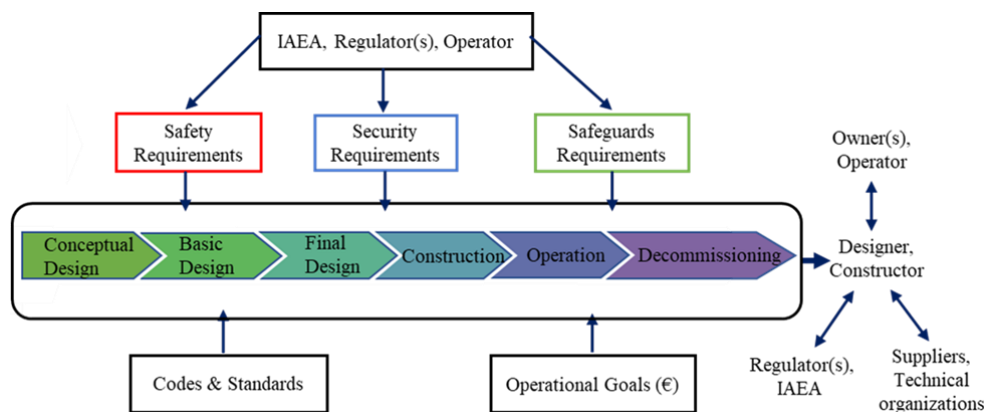 IAEA, Regulator(s), Operator
Safety
Requirements
Security
Requirements
Safeguards
Requirements
Owner(s),
Operator
Conceptual
Design
Basic
Design
Final
Design
Construction
Operation
Decommissioning
Designer,
Constructor
Codes & Standards
Operational Goals (€)
Regulator(s),
IAEA
Suppliers,
Technical
organizations